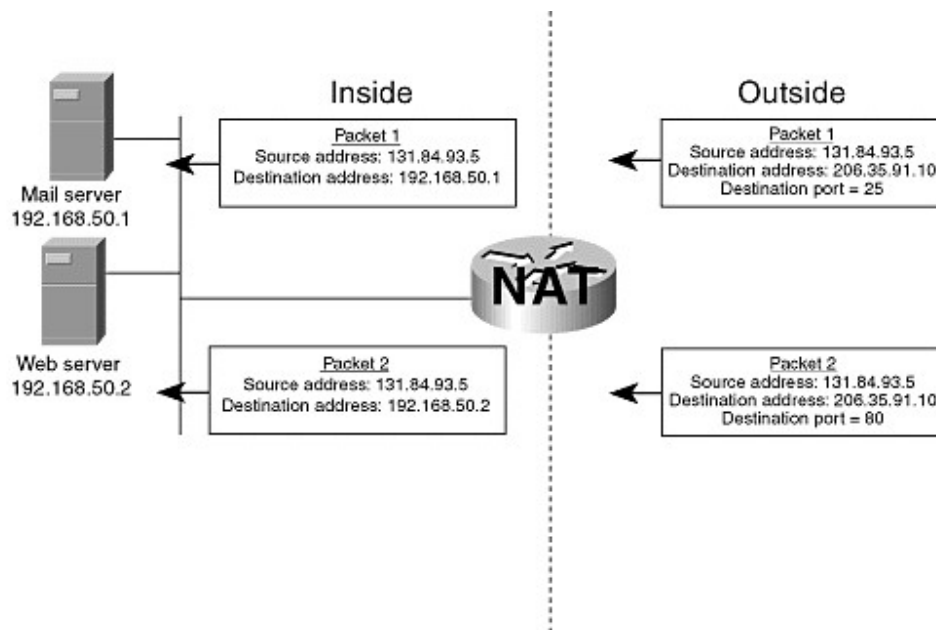 Inside
Outside
Packet 1
Source address: 131.84.93.5
Destination address: 192.168.50.1
Packet 1
Source address: 131.84.93.5
Destination address: 206.35.91.10
Destination port = 25
Mail server
192.168.50.1
NAT
Web server
192.168.50.2
Packet 2
Source address: 131.84.93.5
Destination address: 192.168.50.2
Packet 2
Source address: 131.84.93.5
Destination address: 206.35.91.10
Destination port = 80